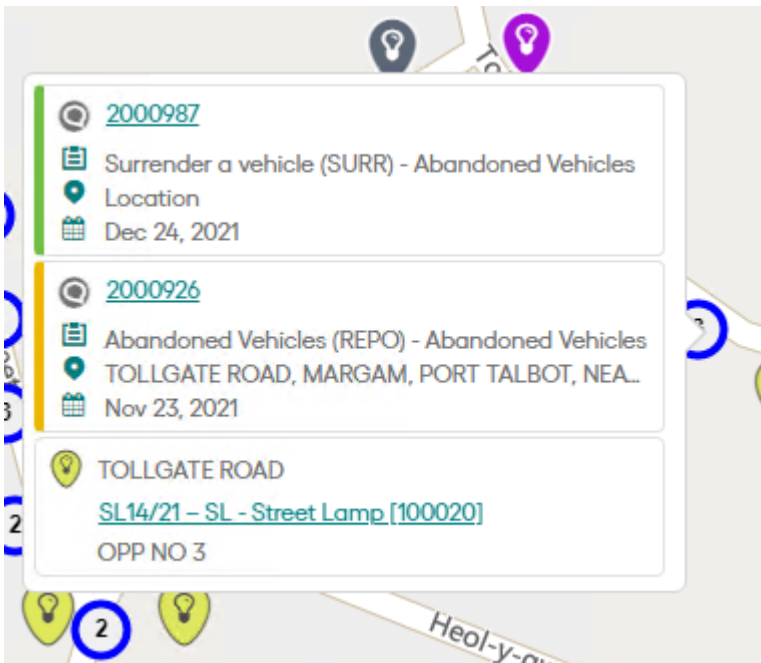 2000987
Surrender a vehicle (SURR) - Abandoned Vehicles
Location
Dec 24, 2021
2000926
Abandoned Vehicles (REPO) - Abandoned Vehicles
TOLLGATE ROAD, MARGAM, PORT TALBOT, NEA...
Nov 23, 2021
TOLLGATE ROAD
SL14/21 – SL - Street Lamp [100020]
OPP NO 3
2
2